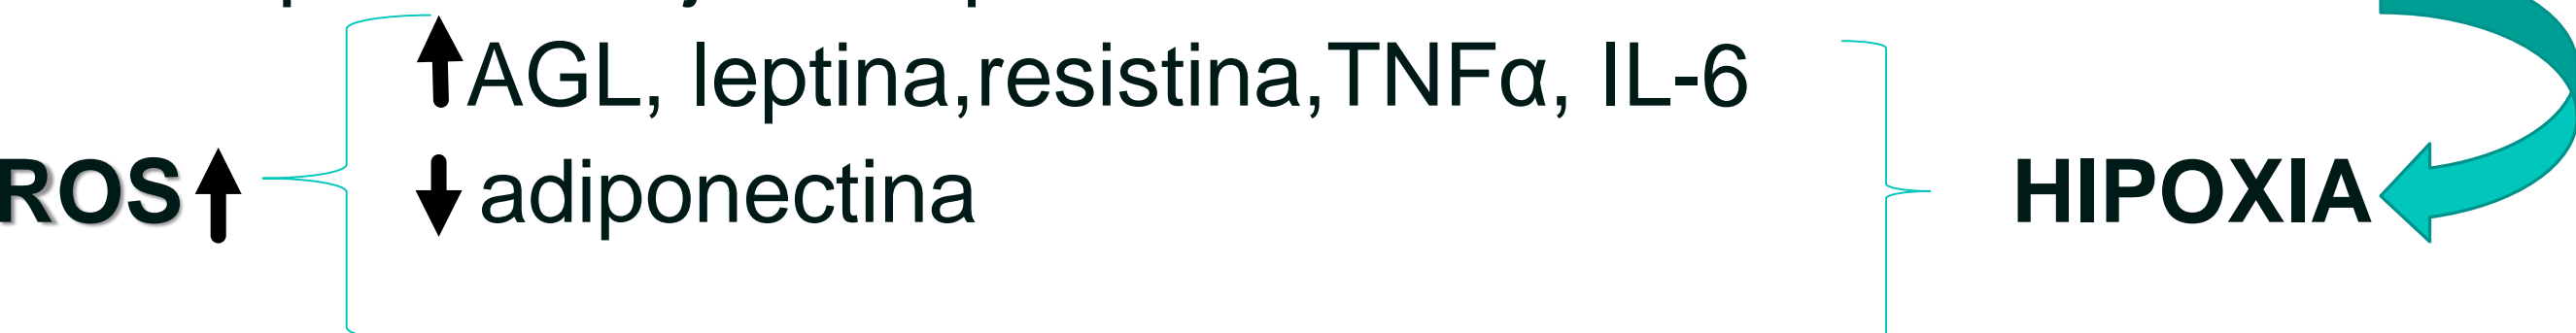 AGL, leptina,resistina,TNFα, IL-6
ROS adiponectina HIPOXIA